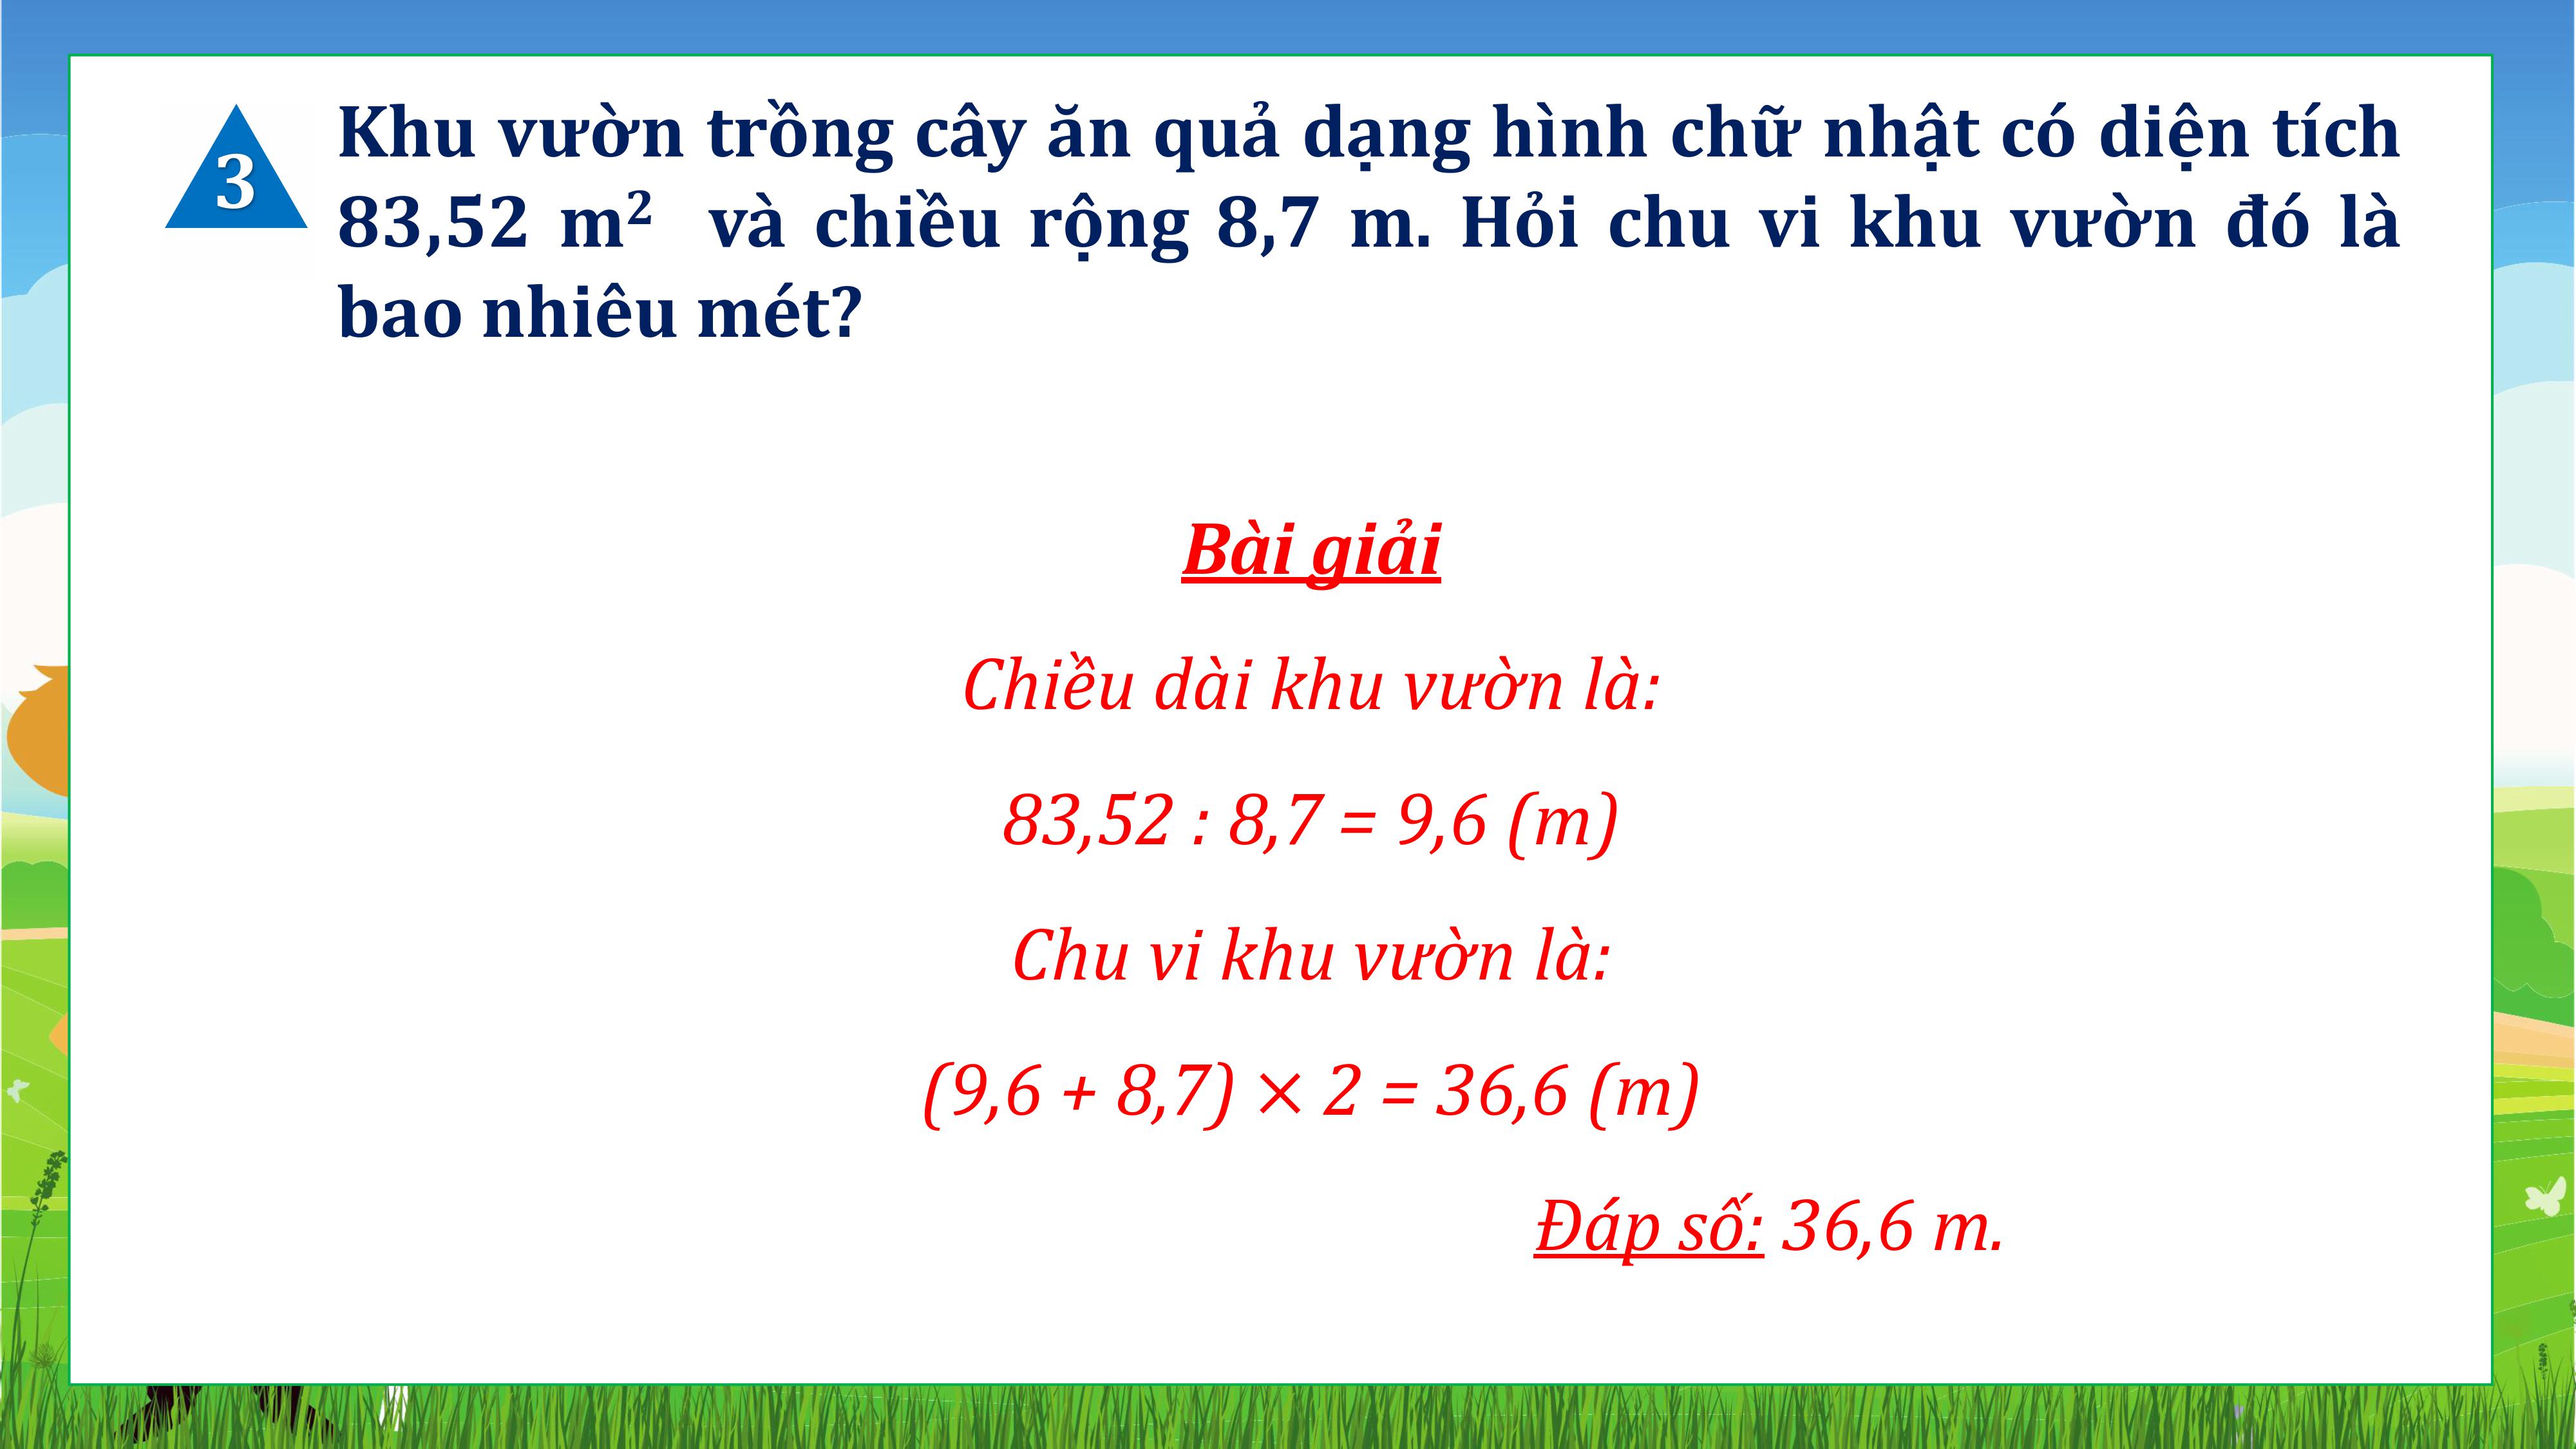 3
Khu vườn trồng cây ăn quả dạng hình chữ nhật có diện tích
83,52 m² và chiều rộng 8,7 m. Hỏi chu vi khu vườn đó là
bao nhiêu mét?
Bài giải
Chiều dài khu vườn là:
83,52 : 8,7 = 9,6 (m)
Chu vi khu vườn là:
(9,6 + 8,7) × 2 = 36,6 (m)
Đáp số: 36,6 m.